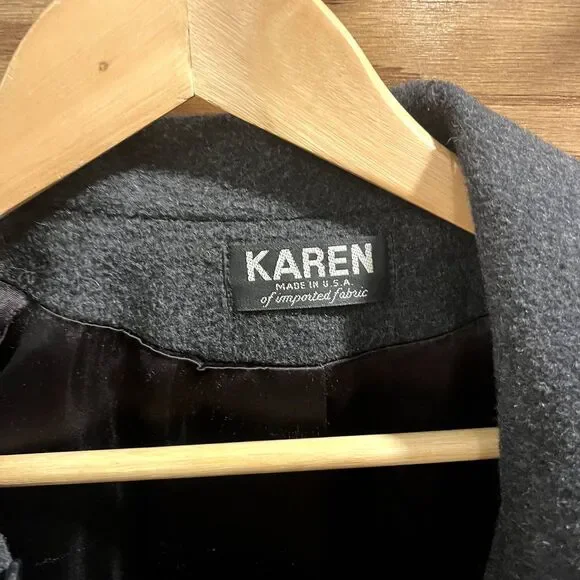 KAREN
MADE IN U.S.A.
of imported fabric